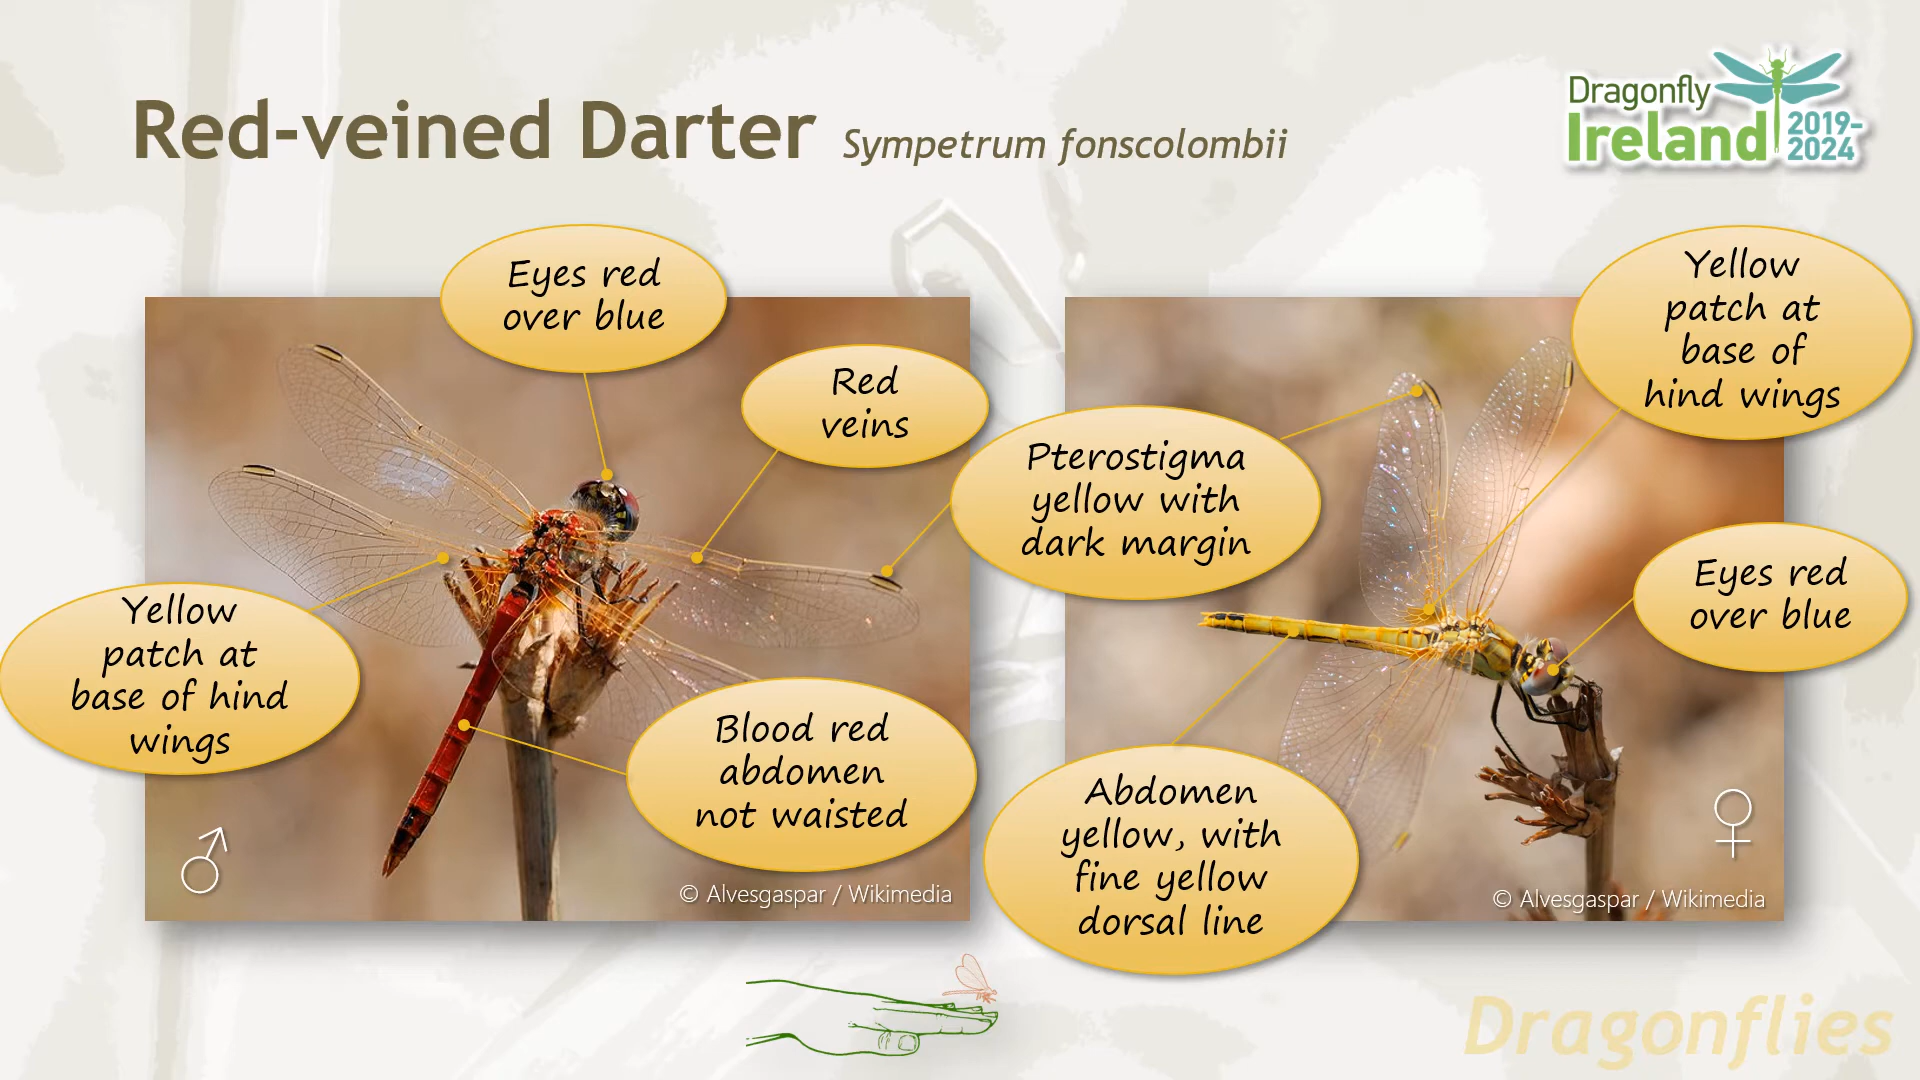 Red-veined Darter Sympetrum fonscolombii
Dragonfly
Ireland
2019-
2024
Eyes red
over blue
Red
veins
Yellow
patch at
base of hind
wings
Blood red
abdomen
not waisted
© Alvesgaspar / Wikimedia
Pterostigma
yellow with
dark margin
Yellow
patch at
base of
hind wings
Eyes red
over blue
Abdomen
yellow, with
fine yellow
dorsal line
© Alvesgaspar / Wikimedia
Dragonflies